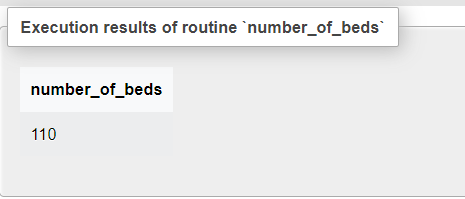 Execution results of routine `number_of_beds`
number_of_beds
110